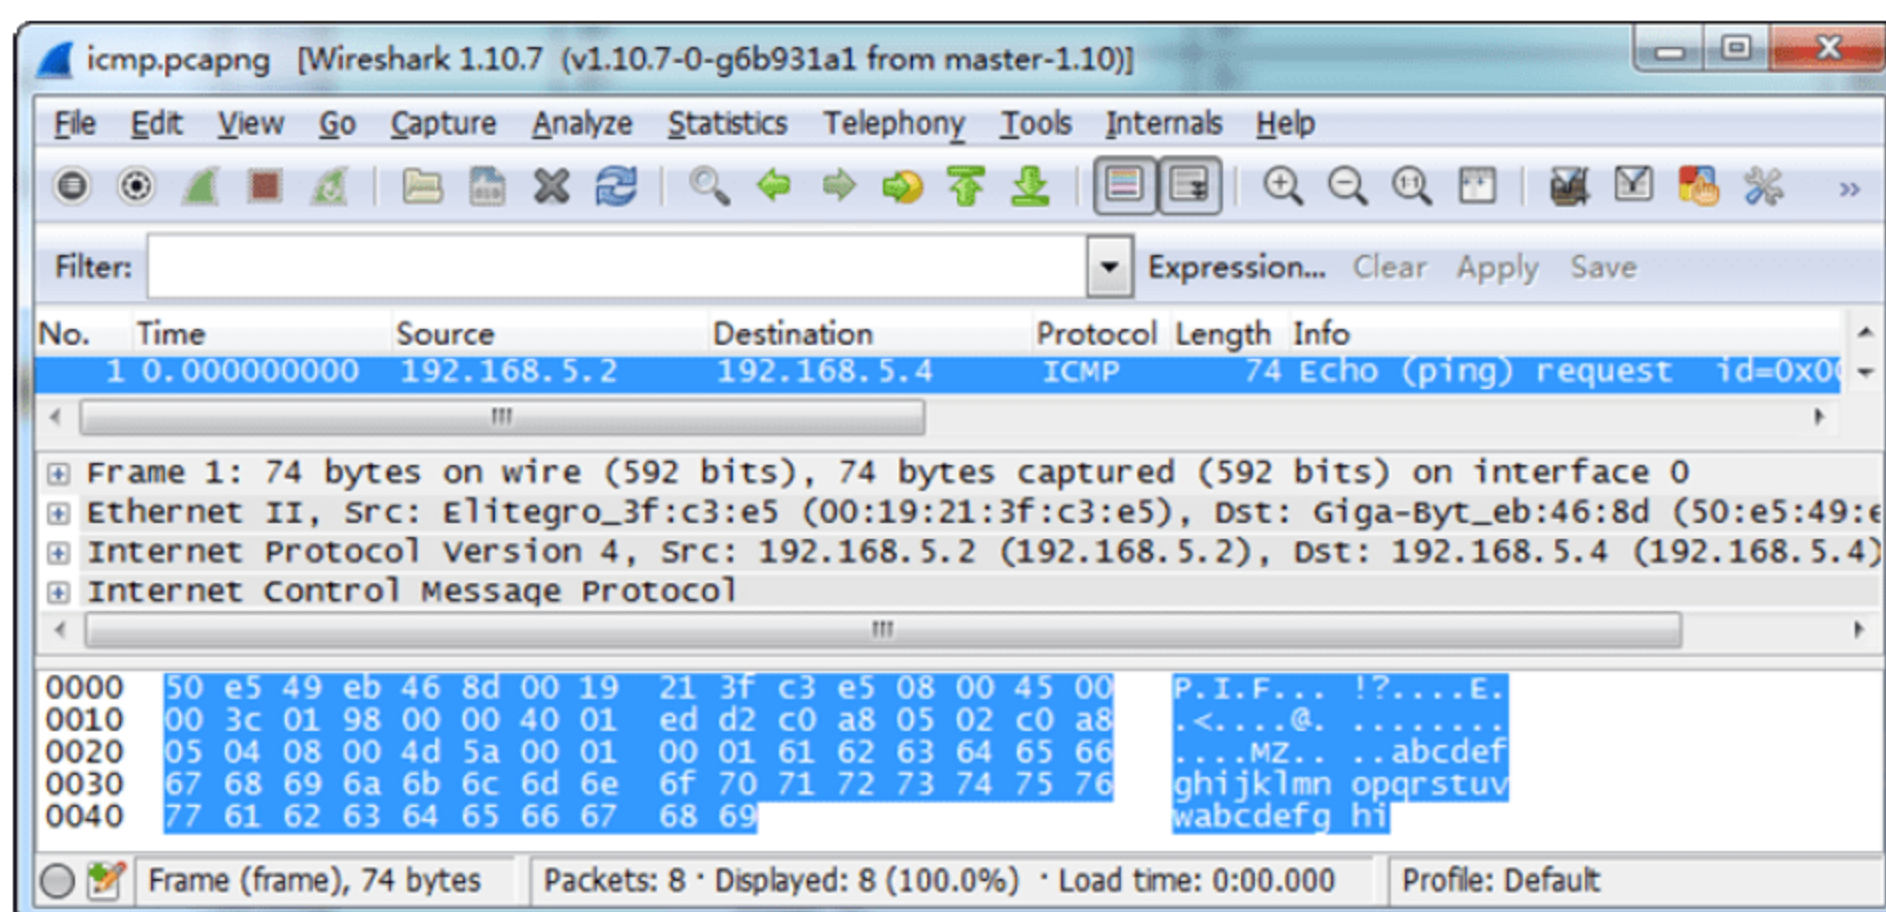 icmp.pcapng [Wireshark 1.10.7 (v1.10.7-0-g6b931a1 from master-1.10)]
File Edit View Go Capture Analyze Statistics Telephony Tools Internals Help
Filter: Expression... Clear Apply Save
No. Time Source Destination Protocol Length Info
1 0.000000000 192.168.5.2 192.168.5.4 ICMP 74 Echo (ping) request id=0x00
Frame 1: 74 bytes on wire (592 bits), 74 bytes captured (592 bits) on interface 0
Ethernet II, Src: Elitegro_3f:c3:e5 (00:19:21:3f:c3:e5), Dst: Giga-Byt_eb:46:8d (50:e5:49:e
Internet Protocol Version 4, Src: 192.168.5.2 (192.168.5.2), Dst: 192.168.5.4 (192.168.5.4)
Internet Control Message Protocol
0000 50 e5 49 eb 46 8d 00 19 21 3f c3 e5 08 00 45 00 P.I.F... !?....E.
0010 00 3c 01 98 00 00 40 01 ed d2 c0 a8 05 02 c0 a8 .<....@. ........
0020 05 04 08 00 4d 5a 00 01 00 01 61 62 63 64 65 66 ....MZ.. ..abcdef
0030 67 68 69 6a 6b 6c 6d 6e 6f 70 71 72 73 74 75 76 ghijklmn opqrstuv
0040 77 61 62 63 64 65 66 67 68 69 wabcdefg hi
Frame (frame), 74 bytes Packets: 8 · Displayed: 8 (100.0%) · Load time: 0:00.000 Profile: Default